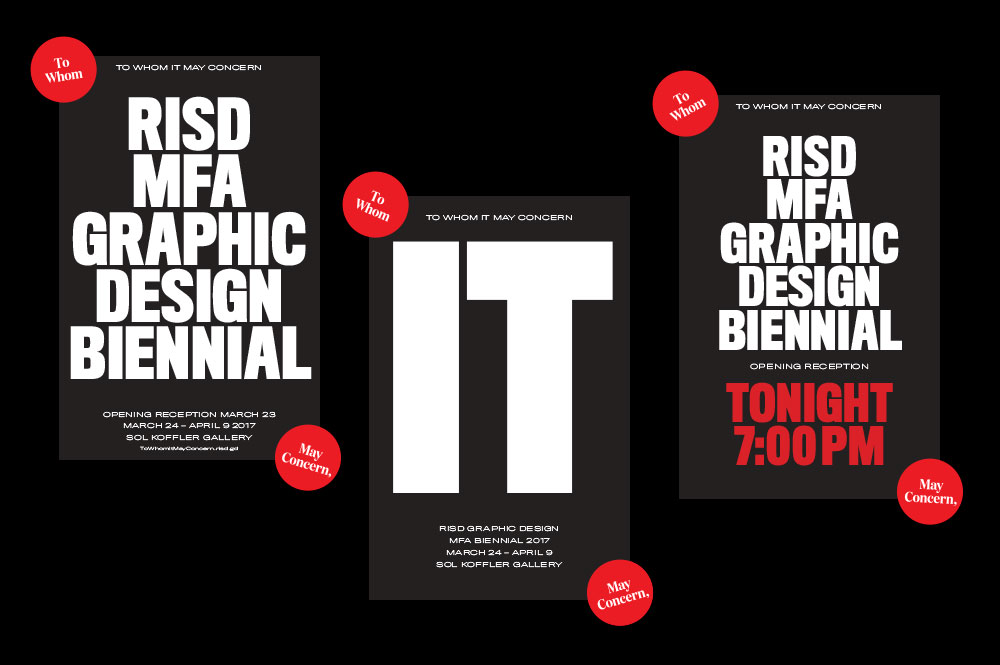 To
Whom
TO WHOM IT MAY CONCERN
RISD
MFA
GRAPHIC
DESIGN
BIENNIAL
OPENING RECEPTION MARCH 23
MARCH 24 – APRIL 9 2017
SOL KOFFLER GALLERY
ToWhomItMayConcern.risd.gd
May
Concern,
To
Whom
TO WHOM IT MAY CONCERN
IT
RISD GRAPHIC DESIGN
MFA BIENNIAL 2017
MARCH 24 – APRIL 9
SOL KOFFLER GALLERY
May
Concern,
To
Whom
TO WHOM IT MAY CONCERN
RISD
MFA
GRAPHIC
DESIGN
BIENNIAL
OPENING RECEPTION
TONIGHT
7:00 PM
May
Concern,